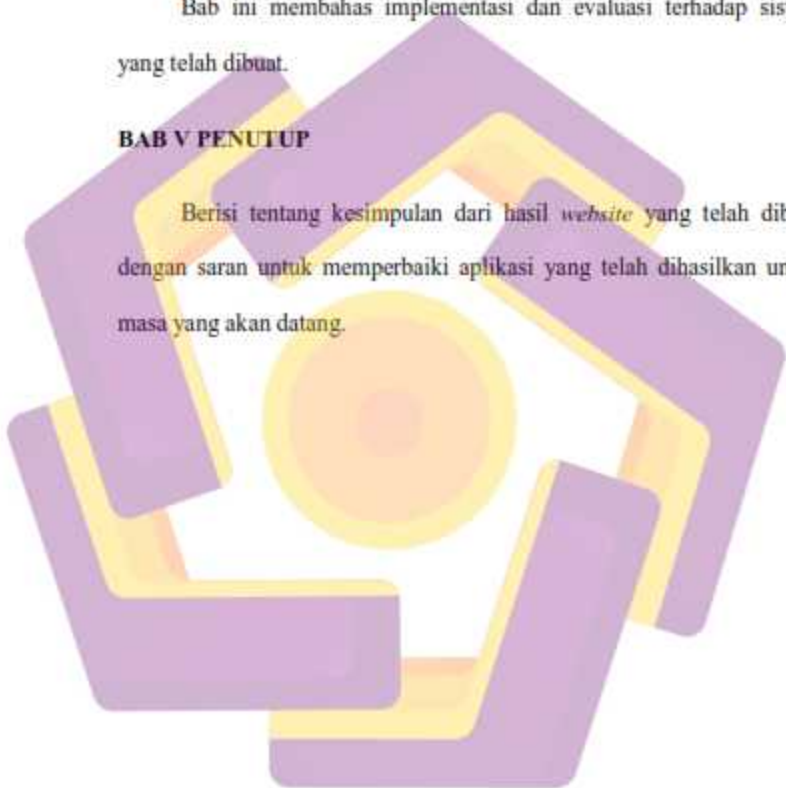 Bab ini membahas implementasi dan evaluasi terhadap sis
yang telah dibuat.
BAB V PENUTUP
Berisi tentang kesimpulan dari hasil website yang telah dib
dengan saran untuk memperbaiki aplikasi yang telah dihasilkan un
masa yang akan datang.